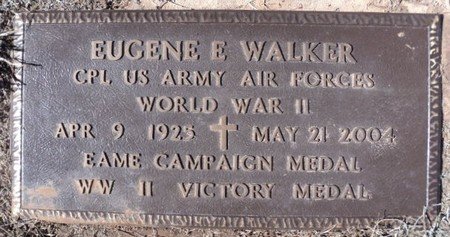 EUGENE E WALKER
CPL US ARMY AIR FORCES
WORLD WAR II
APR 9 1925 MAY 21 2004
EAME CAMPAIGN MEDAL
WW II VICTORY MEDAL